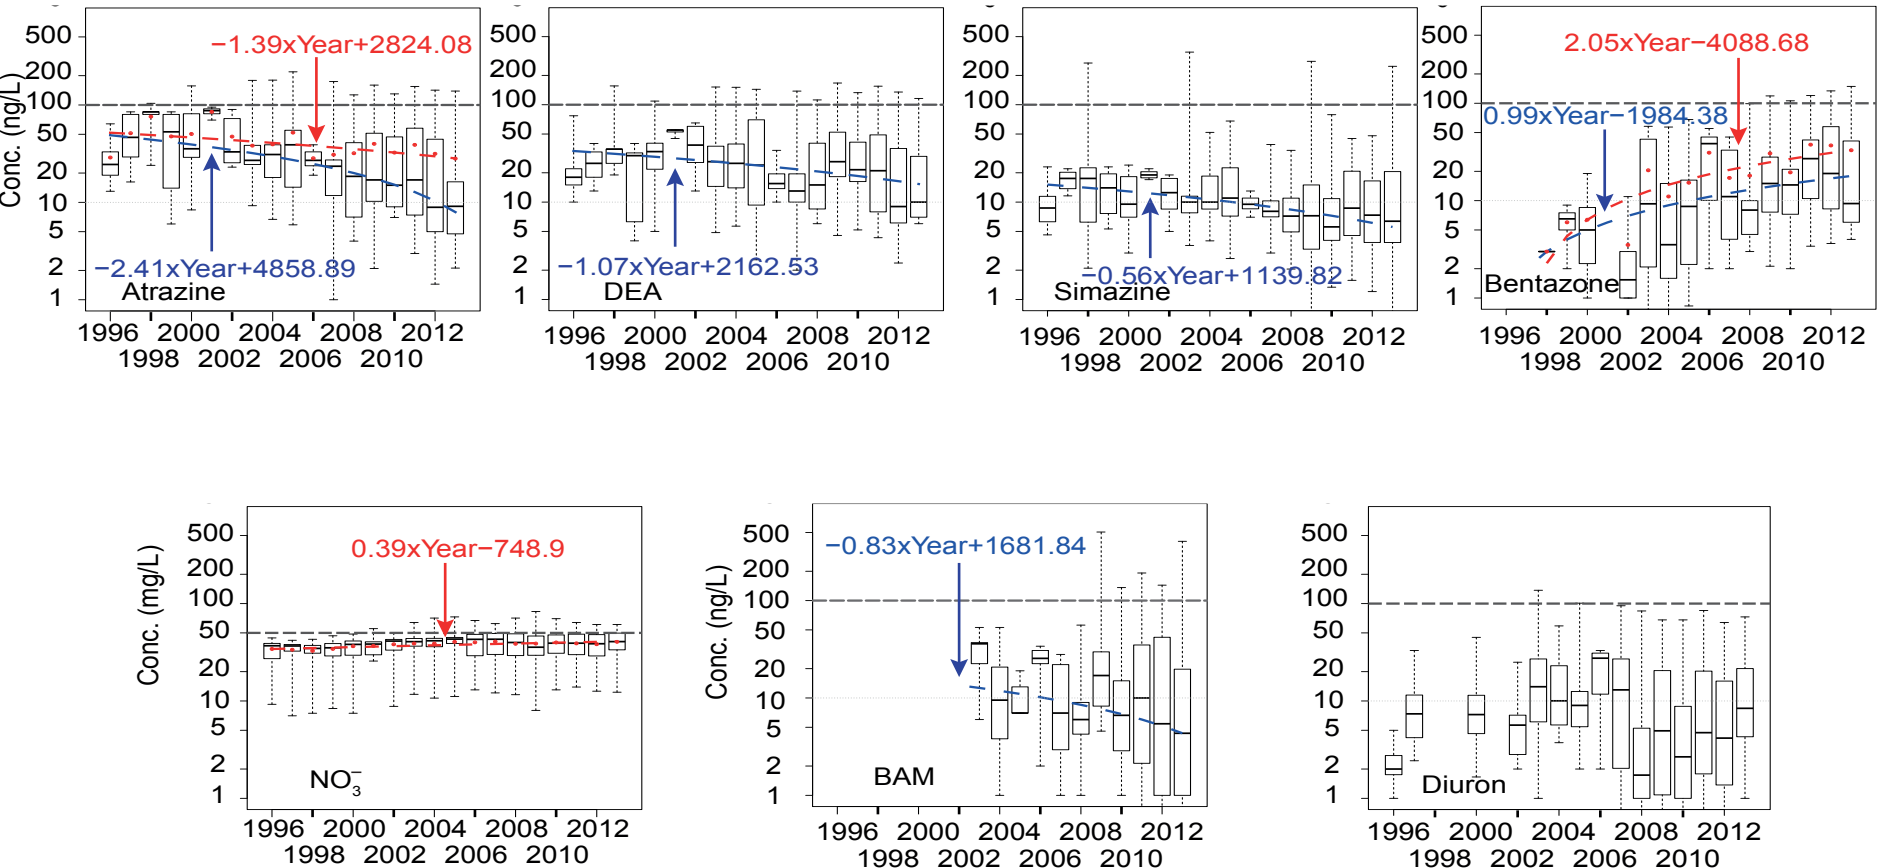 Conc. (ng/L)
500
200
100
50
20
10
5
2
1
−1.39xYear+2824.08
−2.41xYear+4858.89
Atrazine
1996 2000 2004 2008 2012
1998 2002 2006 2010
500
200
100
50
20
10
5
2
1
−1.07xYear+2162.53
DEA
1996 2000 2004 2008 2012
1998 2002 2006 2010
500
200
100
50
20
10
5
2
1
−0.56xYear+1139.82
Simazine
1996 2000 2004 2008 2012
1998 2002 2006 2010
500
200
100
50
20
10
5
2
1
2.05xYear−4088.68
0.99xYear−1984.38
Bentazone
1996 2000 2004 2008 2012
1998 2002 2006 2010
Conc. (mg/L)
500
200
100
50
20
10
5
2
1
0.39xYear−748.9
NO₃⁻
1996 2000 2004 2008 2012
1998 2002 2006 2010
Conc. (ng/L)
500
200
100
50
20
10
5
2
1
−0.83xYear+1681.84
BAM
1996 2000 2004 2008 2012
1998 2002 2006 2010
500
200
100
50
20
10
5
2
1
Diuron
1996 2000 2004 2008 2012
1998 2002 2006 2010